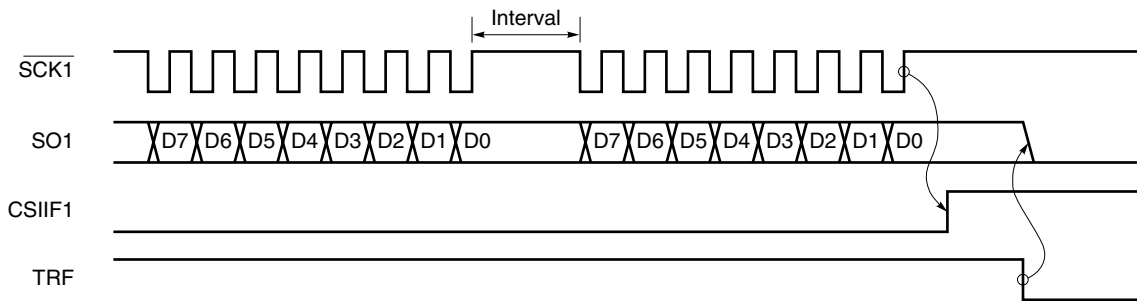 Interval
SCK1
SO1 D7 D6 D5 D4 D3 D2 D1 D0 D7 D6 D5 D4 D3 D2 D1 D0
CSIIF1
TRF